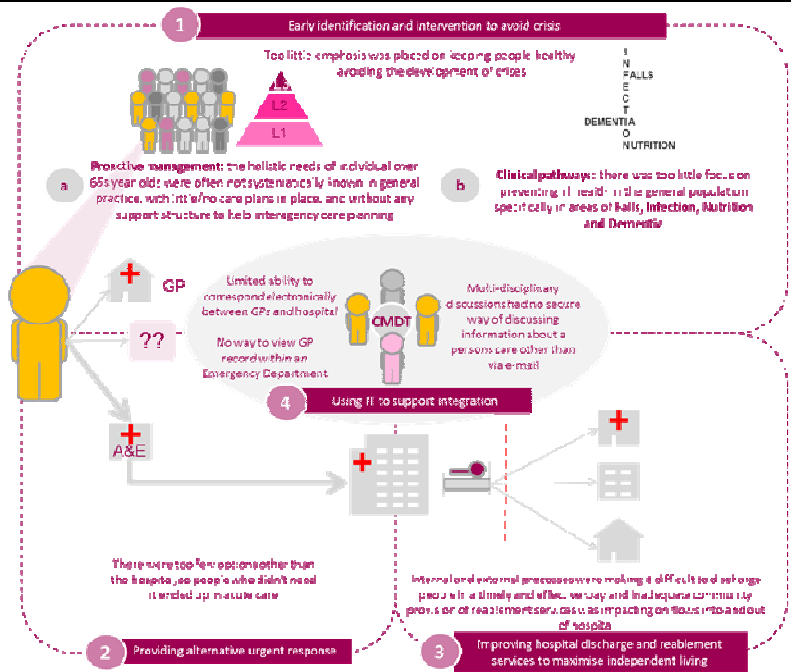 1
Early identification and intervention to avoid crisis
Too little emphasis was placed on keeping people healthy
avoiding the development of crises
L2
L1
I
N
FALLS
E
C
T
DEMENTIA
O
NUTRITION
a
Proactive management: the holistic needs of individual over
65s year olds were often not systematically known in general
practice, with little/no care plans in place, and without any
support structure to help interagency care planning
b
Clinical pathways: there was too little focus on
preventing ill health in the general population
specifically in areas of Falls, Infection, Nutrition
and Dementia
GP
??
A&E
Limited ability to
correspond electronically
between GPs and hospital
No way to view GP
record within an
Emergency Department
CMDT
Multi-disciplinary
discussions had no secure
way of discussing
information about a
persons care other than
via e-mail
4
Using IT to support integration
There were too few options other than
the hospital, so people who didn't need
it ended up in acute care
Internal and external processes were making it difficult to discharge
people in a timely and effective way and inadequate community
provision of reablement services was impacting on flows into and out
of hospital
2
Providing alternative urgent response
3
Improving hospital discharge and reablement
services to maximise independent living